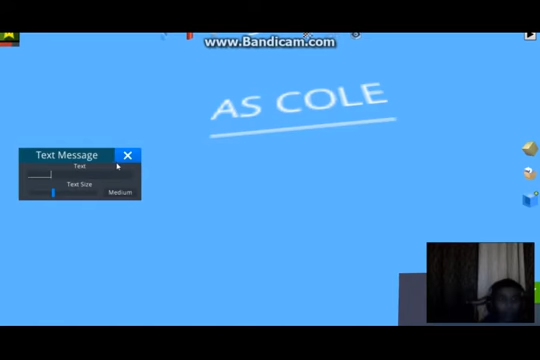 www.Bandicam.com
AS COLE
Text Message
Text
Text Size
Medium